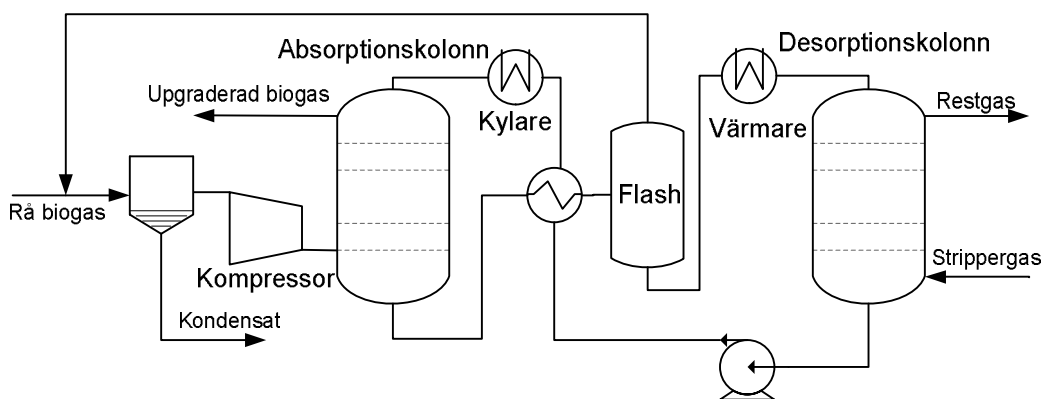 Absorptionskolonn
Desorptionskolonn
Upgraderad biogas
Kylare
Värmare
Restgas
Rå biogas
Flash
Kompressor
Strippergas
Kondensat